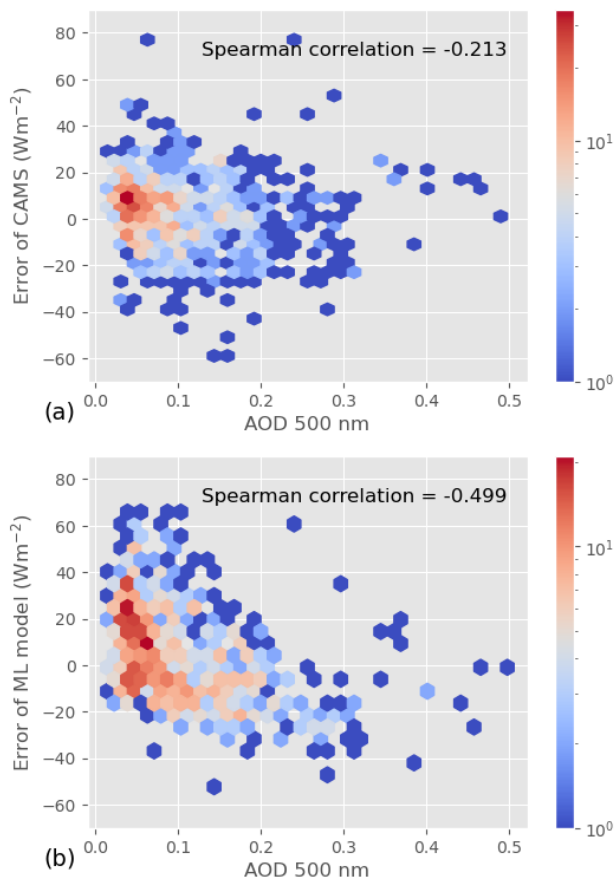 80
60
40
20
0
−20
−40
−60
Error of CAMS (Wm⁻²)
Spearman correlation = -0.213
10¹
10⁰
0.0 0.1 0.2 0.3 0.4 0.5
(a) AOD 500 nm
80
60
40
20
0
−20
−40
−60
Error of ML model (Wm⁻²)
Spearman correlation = -0.499
10¹
10⁰
0.0 0.1 0.2 0.3 0.4 0.5
(b) AOD 500 nm